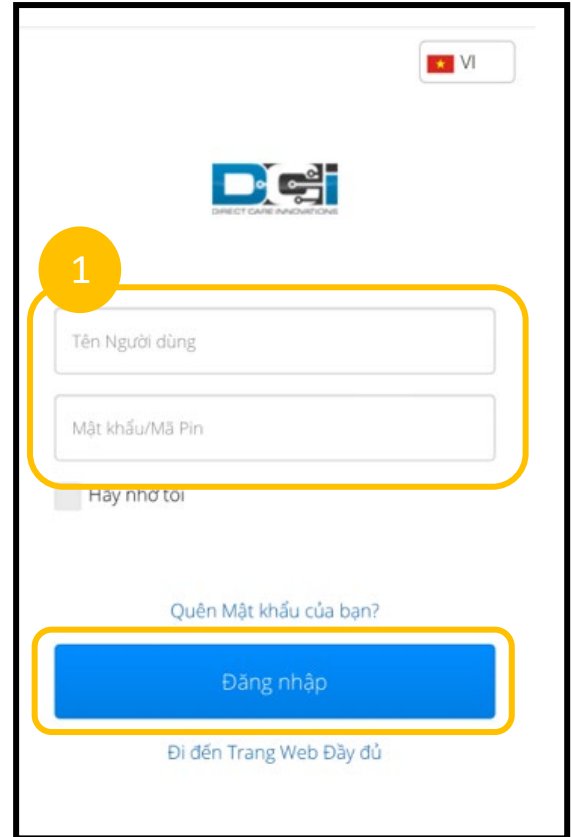 VI
DCi
DIRECT CARE INNOVATIONS
1
Tên Người dùng
Mật khẩu/Mã Pin
Hãy nhớ tôi
Quên Mật khẩu của bạn?
Đăng nhập
Đi đến Trang Web Đầy đủ